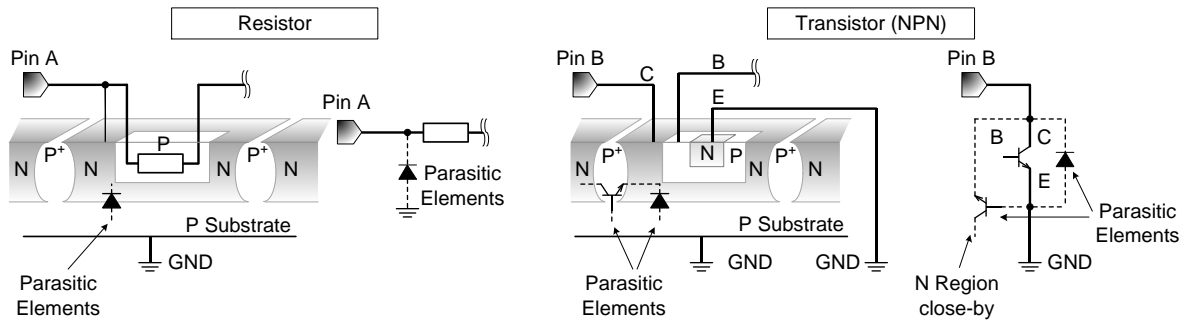 Resistor
Transistor (NPN)
Pin A
Pin A
P
N
P+
N
P+
N
N
Parasitic
Elements
P Substrate
GND
Parasitic
Elements
Pin B
C
B
E
N
P+
N
N
P
P+
N
P Substrate
GND
GND
Parasitic
Elements
Pin B
B
C
E
Parasitic
Elements
GND
N Region
close-by